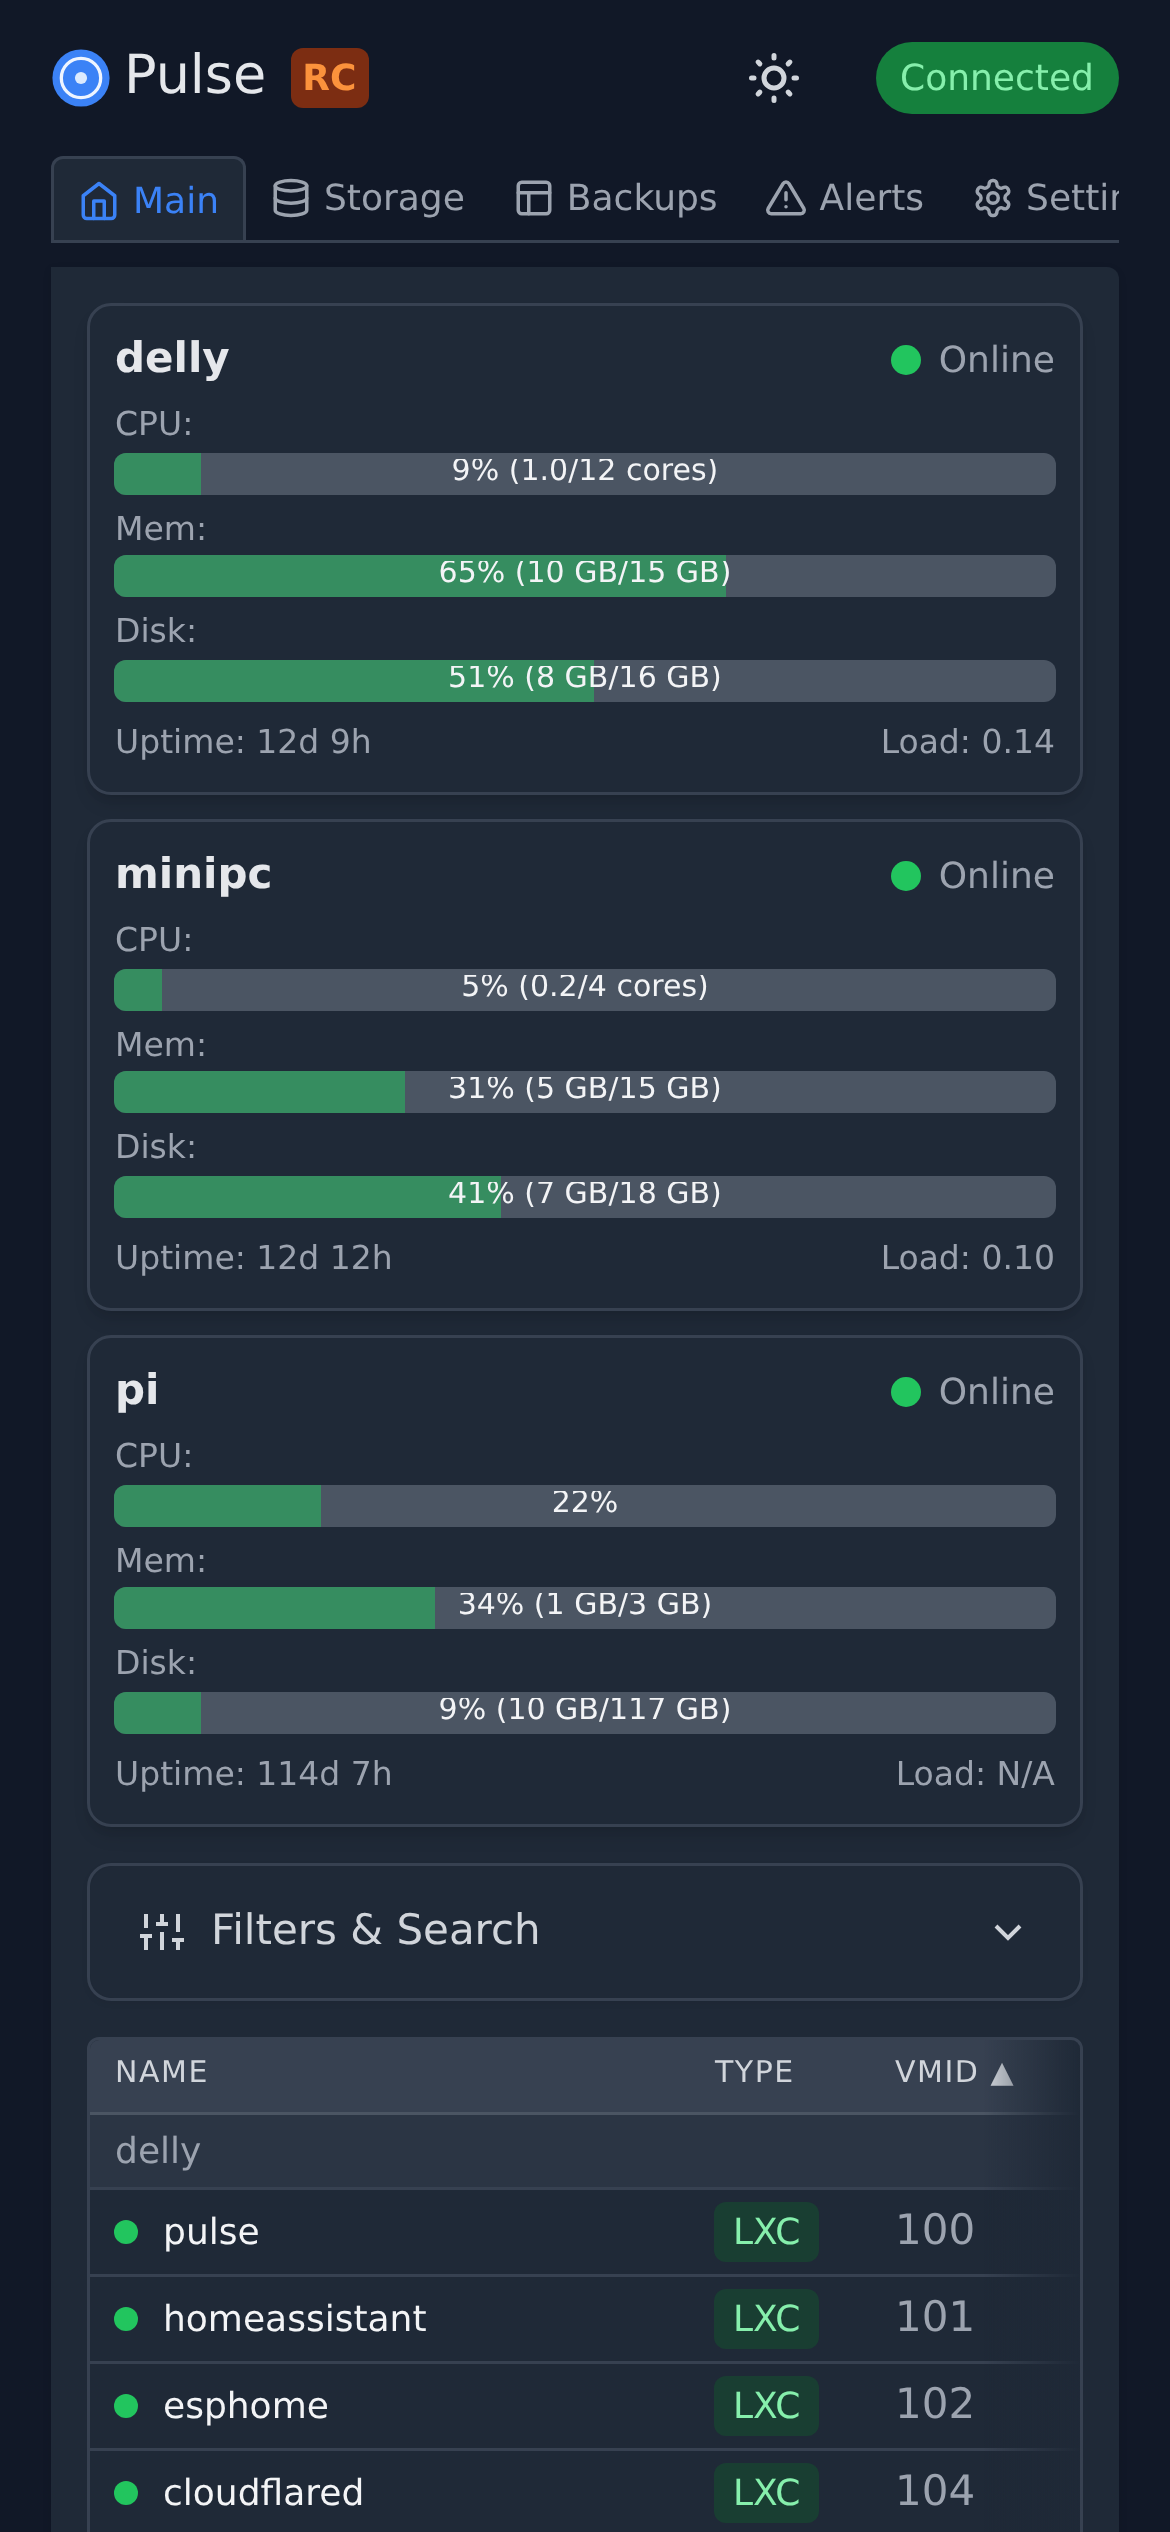 Pulse RC Connected
Main Storage Backups Alerts Settin
delly Online
CPU:
9% (1.0/12 cores)
Mem:
65% (10 GB/15 GB)
Disk:
51% (8 GB/16 GB)
Uptime: 12d 9h Load: 0.14
minipc Online
CPU:
5% (0.2/4 cores)
Mem:
31% (5 GB/15 GB)
Disk:
41% (7 GB/18 GB)
Uptime: 12d 12h Load: 0.10
pi Online
CPU:
22%
Mem:
34% (1 GB/3 GB)
Disk:
9% (10 GB/117 GB)
Uptime: 114d 7h Load: N/A
Filters & Search
NAME TYPE VMID ▲
delly
pulse LXC 100
homeassistant LXC 101
esphome LXC 102
cloudflared LXC 104